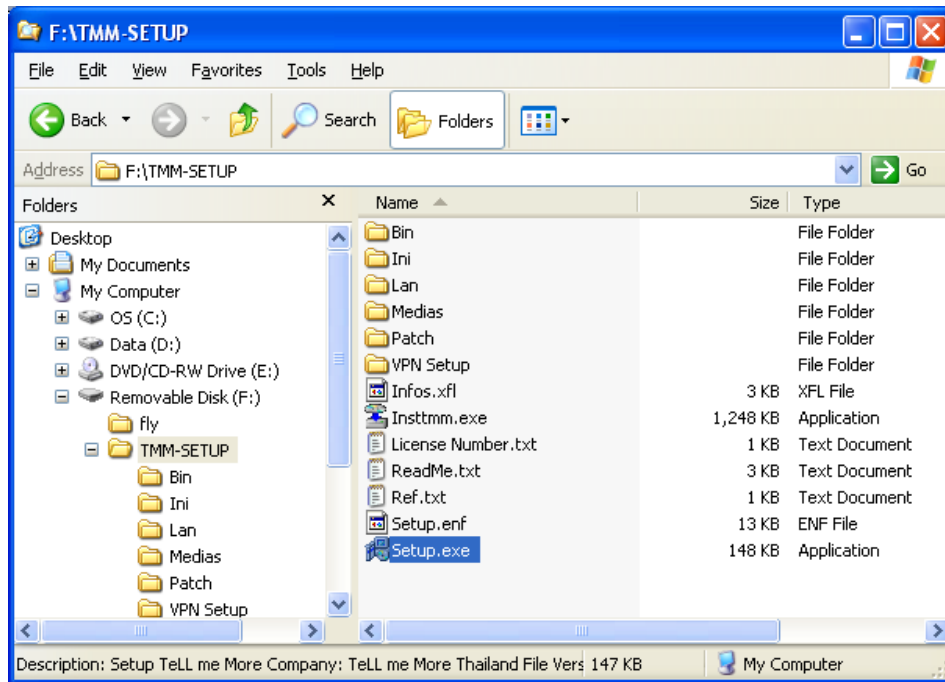 F:\TMM-SETUP
File Edit View Favorites Tools Help
Back Search Folders
Address F:\TMM-SETUP Go
Folders
Desktop
My Documents
My Computer
OS (C:)
Data (D:)
DVD/CD-RW Drive (E:)
Removable Disk (F:)
fly
TMM-SETUP
Bin
Ini
Lan
Medias
Patch
VPN Setup
Name Size Type
Bin File Folder
Ini File Folder
Lan File Folder
Medias File Folder
Patch File Folder
VPN Setup File Folder
Infos.xfl 3 KB XFL File
Insttmm.exe 1,248 KB Application
License Number.txt 1 KB Text Document
ReadMe.txt 3 KB Text Document
Ref.txt 1 KB Text Document
Setup.enf 13 KB ENF File
Setup.exe 148 KB Application
Description: Setup TeLL me More Company: TeLL me More Thailand File Vers 147 KB My Computer